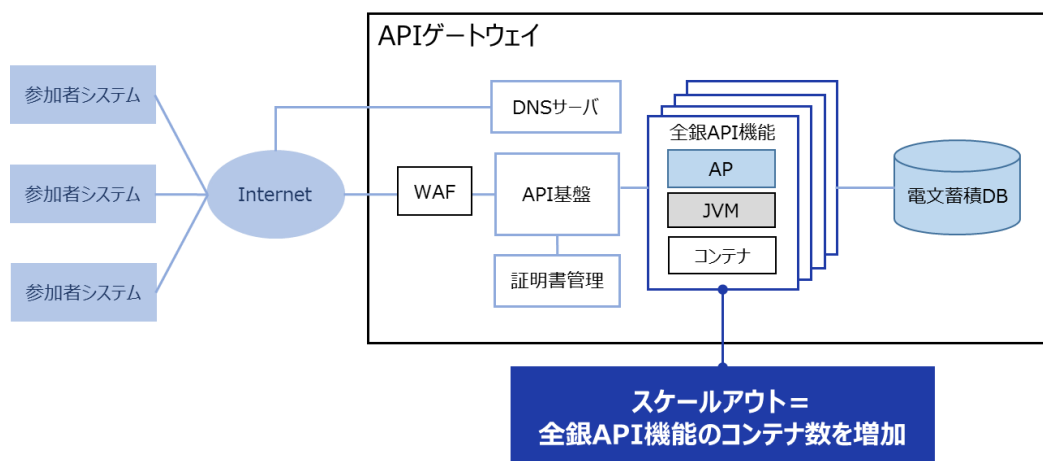 APIゲートウェイ
参加者システム
参加者システム
参加者システム
Internet
DNSサーバ
WAF
API基盤
証明書管理
全銀API機能
AP
JVM
コンテナ
電文蓄積DB
スケールアウト＝
全銀API機能のコンテナ数を増加